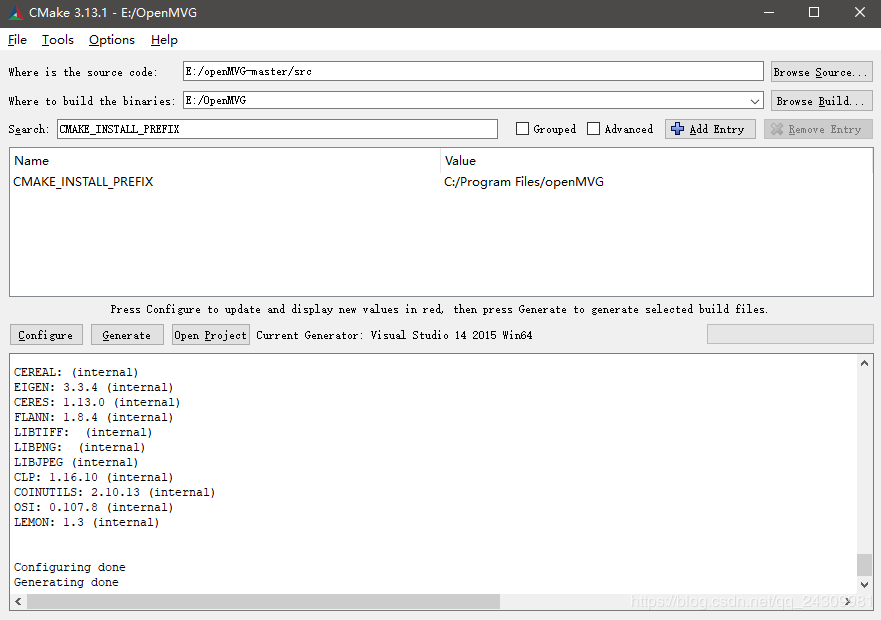 CMake 3.13.1 - E:/OpenMVG
File Tools Options Help
Where is the source code: E:/openMVG-master/src Browse Source...
Where to build the binaries: E:/OpenMVG Browse Build...
Search: CMAKE_INSTALL_PREFIX Grouped Advanced Add Entry Remove Entry
Name Value
CMAKE_INSTALL_PREFIX C:/Program Files/openMVG
Press Configure to update and display new values in red, then press Generate to generate selected build files.
Configure Generate Open Project Current Generator: Visual Studio 14 2015 Win64
CEREAL: (internal)
EIGEN: 3.3.4 (internal)
CERES: 1.13.0 (internal)
FLANN: 1.8.4 (internal)
LIBTIFF:  (internal)
LIBPNG:  (internal)
LIBJPEG (internal)
CLP: 1.16.10 (internal)
COINUTILS: 2.10.13 (internal)
OSI: 0.107.8 (internal)
LEMON: 1.3 (internal)
Configuring done
Generating done